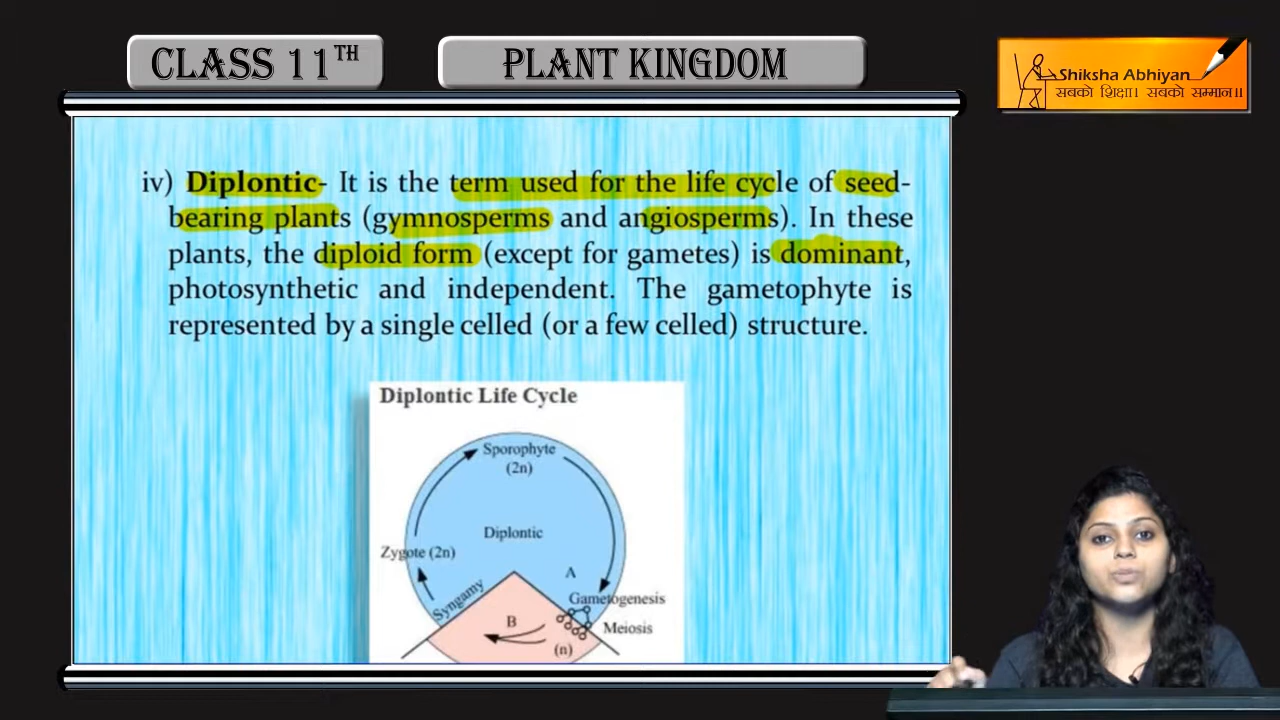 CLASS 11TH
PLANT KINGDOM
Shiksha Abhiyan
सबको शिक्षा। सबको सम्मान॥
iv) Diplontic- It is the term used for the life cycle of seed-
bearing plants (gymnosperms and angiosperms). In these
plants, the diploid form (except for gametes) is dominant,
photosynthetic and independent. The gametophyte is
represented by a single celled (or a few celled) structure.
Diplontic Life Cycle
Sporophyte
(2n)
Diplontic
Zygote (2n)
A
Gametogenesis
Syngamy
B
Meiosis
(n)